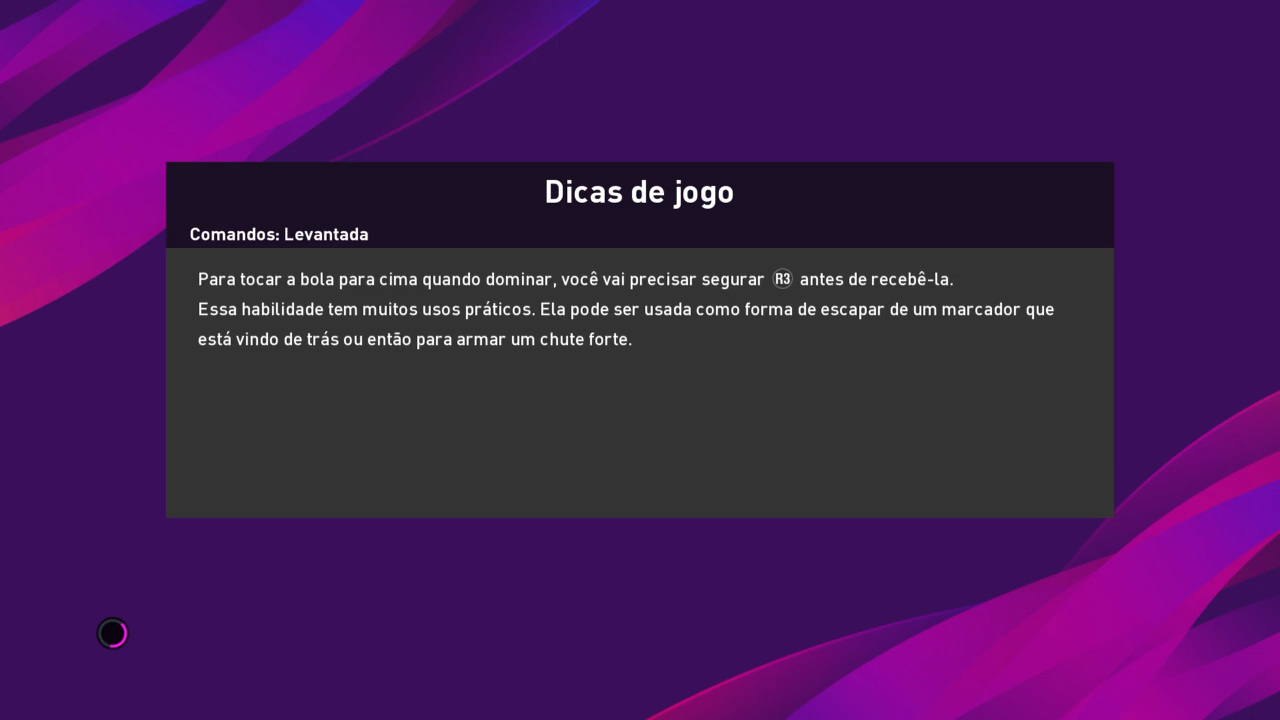 Dicas de jogo
Comandos: Levantada
Para tocar a bola para cima quando dominar, você vai precisar segurar R3 antes de recebê-la.
Essa habilidade tem muitos usos práticos. Ela pode ser usada como forma de escapar de um marcador que
está vindo de trás ou então para armar um chute forte.